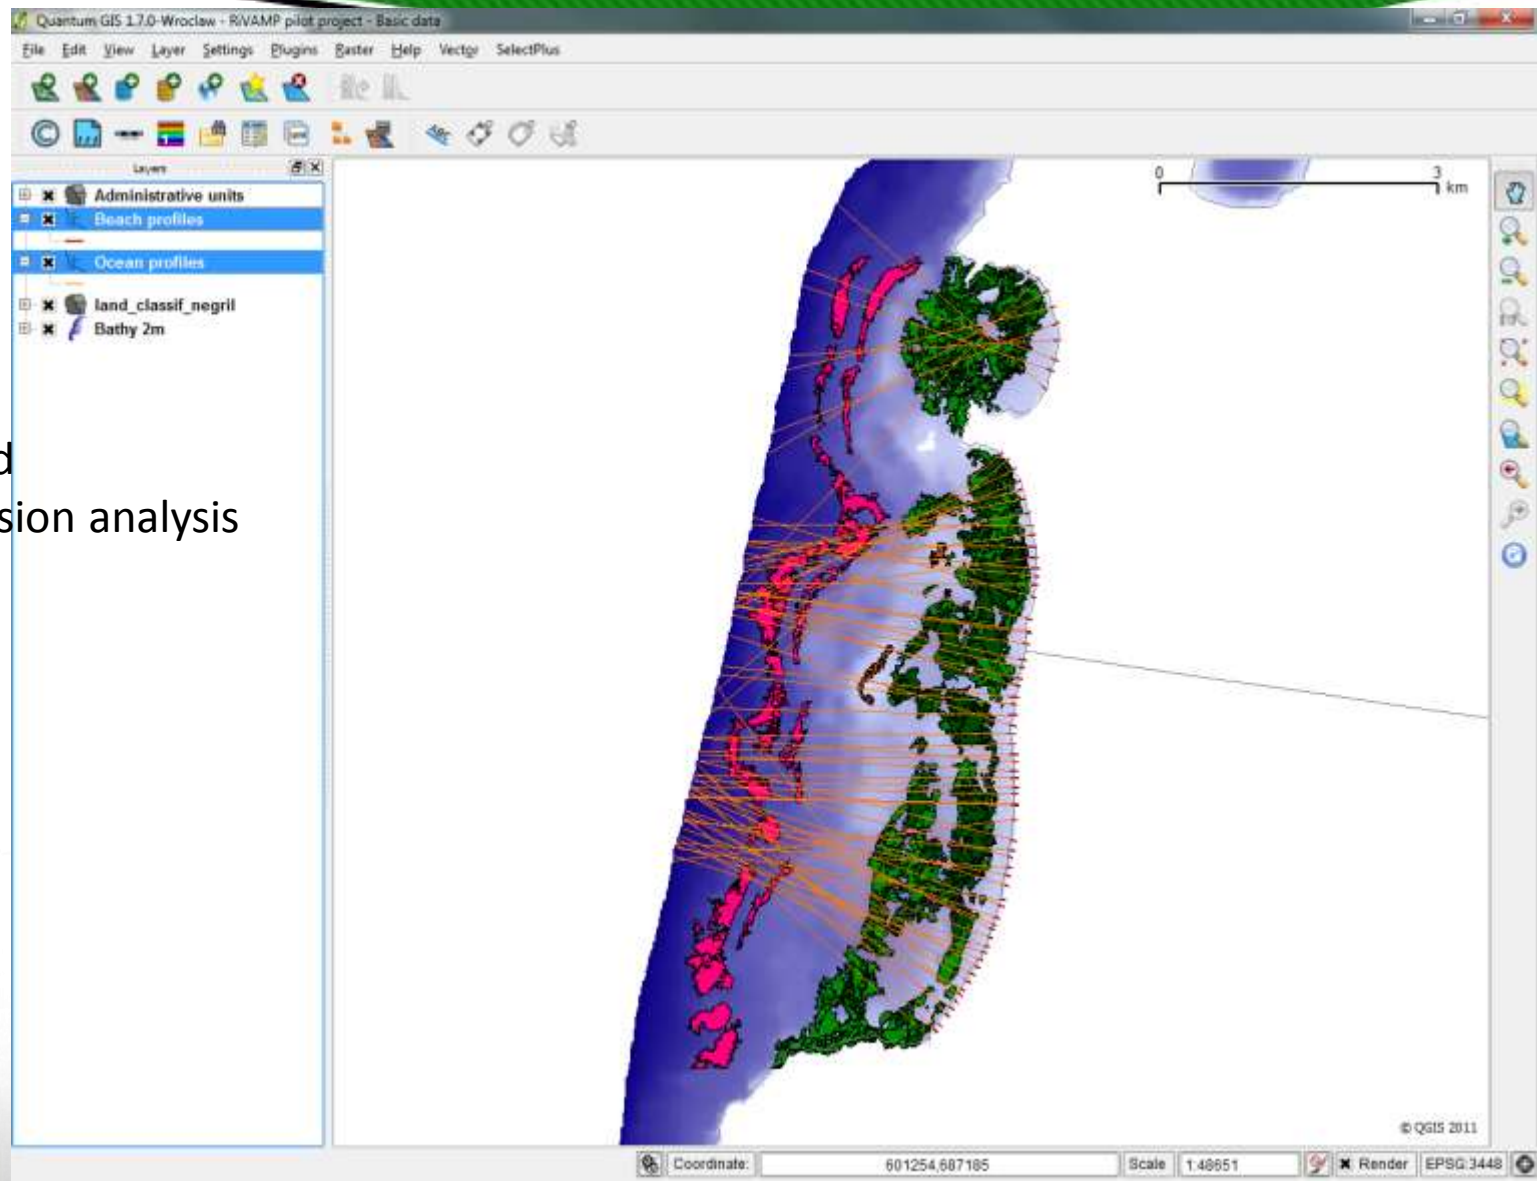 Quantum GIS 1.7.0-Wroclaw - RiVAMP pilot project - Basic data
File Edit View Layer Settings Plugins Raster Help Vector SelectPlus
Layers
Administrative units
Beach profiles
Ocean profiles
land_classif_negril
Bathy 2m
0 3 km
d
sion analysis
© QGIS 2011
Coordinate: 601254,687185 Scale 1:48651 Render EPSG:3448